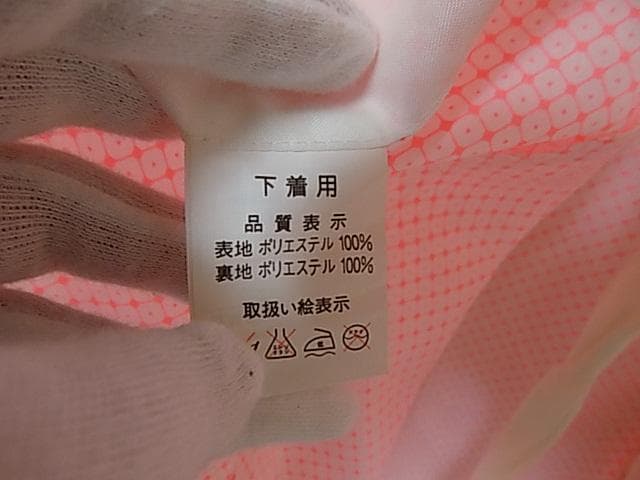 下着用
品質表示
表地 ポリエステル 100%
裏地 ポリエステル 100%
取扱い絵表示